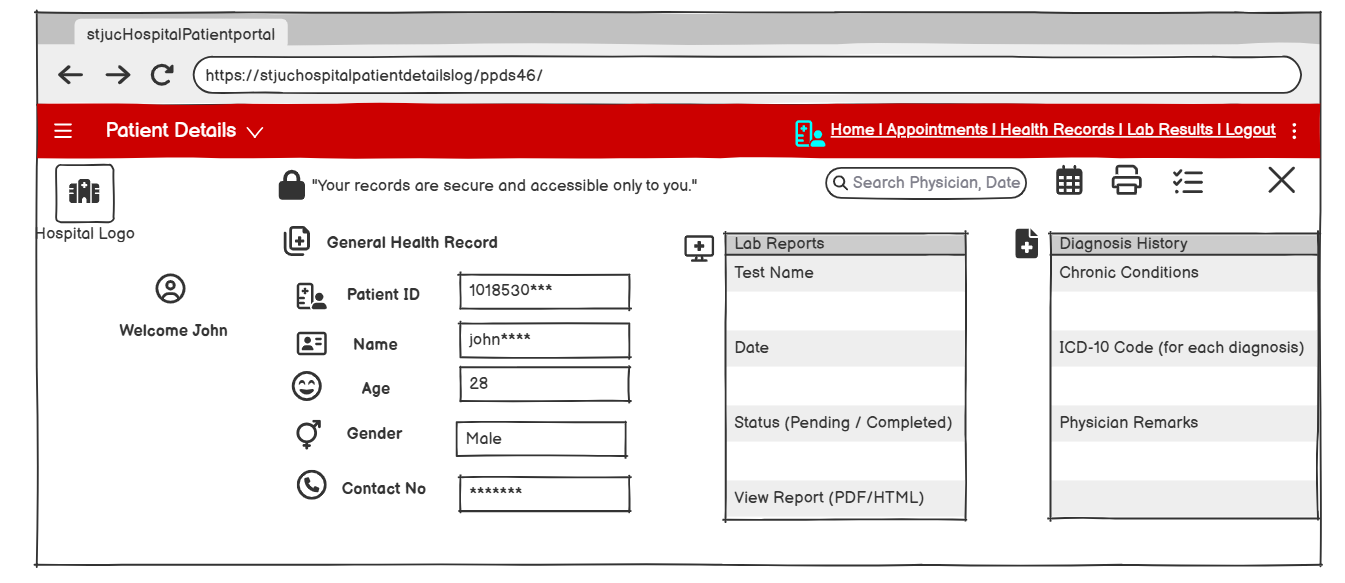 stjucHospitalPatientportal
https://stjuchospitalpatientdetailslog/ppds46/
Patient Details
Home I Appointments I Health Records I Lab Results I Logout
"Your records are secure and accessible only to you."
Search Physician, Date
Hospital Logo
Welcome John
General Health Record
Patient ID
1018530***
Name
john****
Age
28
Gender
Male
Contact No
*******
Lab Reports
Test Name
Date
Status (Pending / Completed)
View Report (PDF/HTML)
Diagnosis History
Chronic Conditions
ICD-10 Code (for each diagnosis)
Physician Remarks